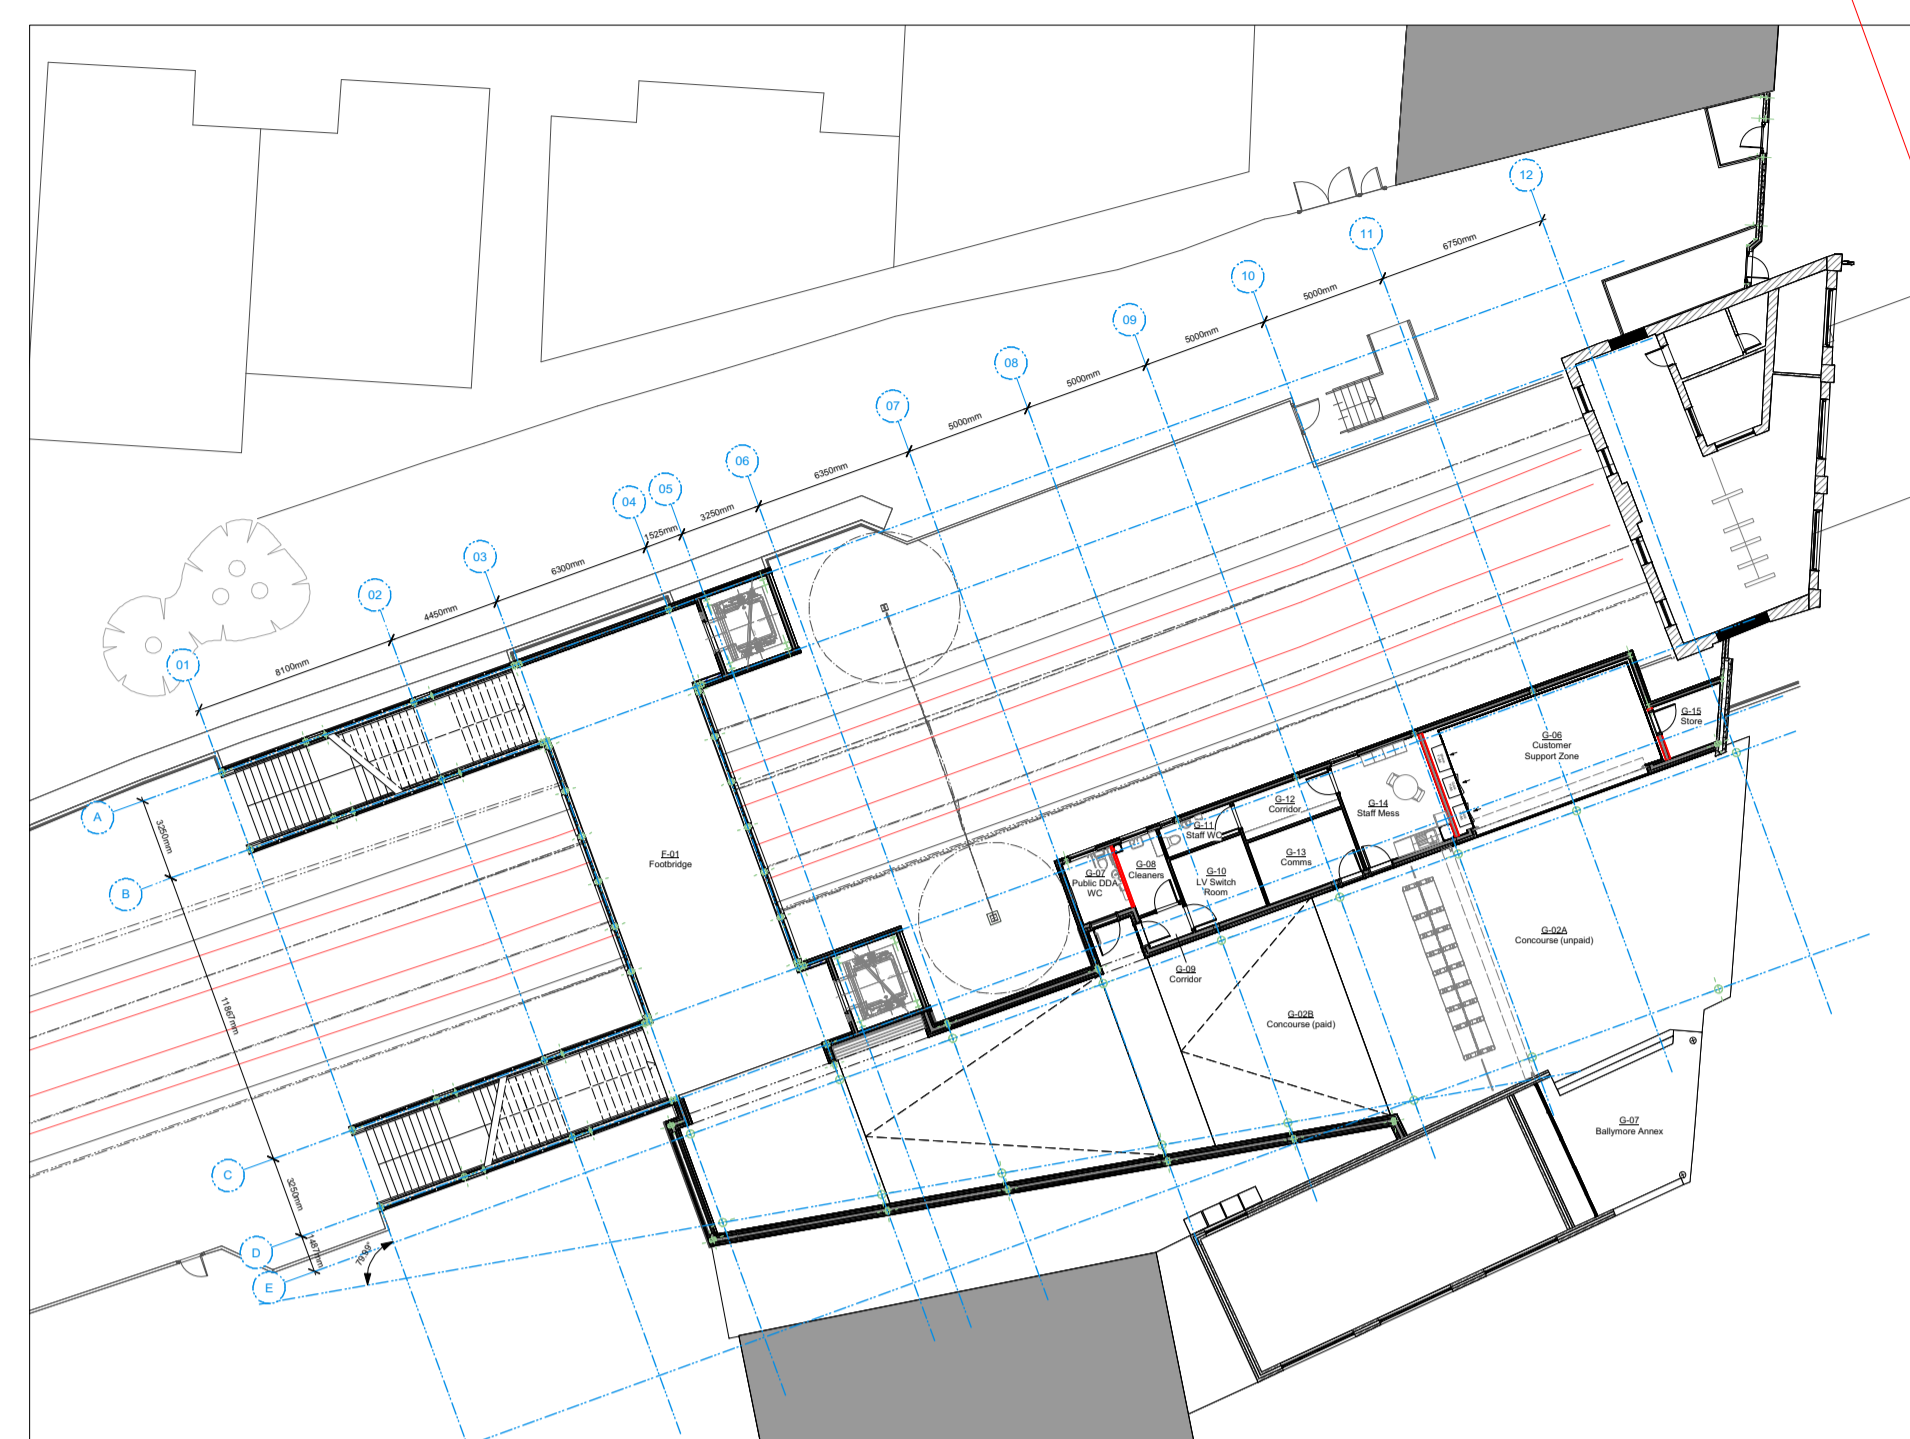 12
11
10
09
08
07
06
05
04
03
02
01
6750mm
5000mm
5000mm
5000mm
5000mm
5000mm
6350mm
3250mm
1525mm
6300mm
4450mm
8100mm
A
B
C
D
E
3250mm
11867mm
3250mm
1487mm
F-01
Footbridge
G-15
Store
G-06
Customer
Support Zone
G-12
Corridor
G-14
Staff Mess
G-11
Staff WC
G-13
Comms
G-08
Cleaners
G-07
Public DDA
WC
G-10
LV Switch
Room
G-09
Corridor
G-02A
Concourse (unpaid)
G-02B
Concourse (paid)
G-07
Ballymore Annex